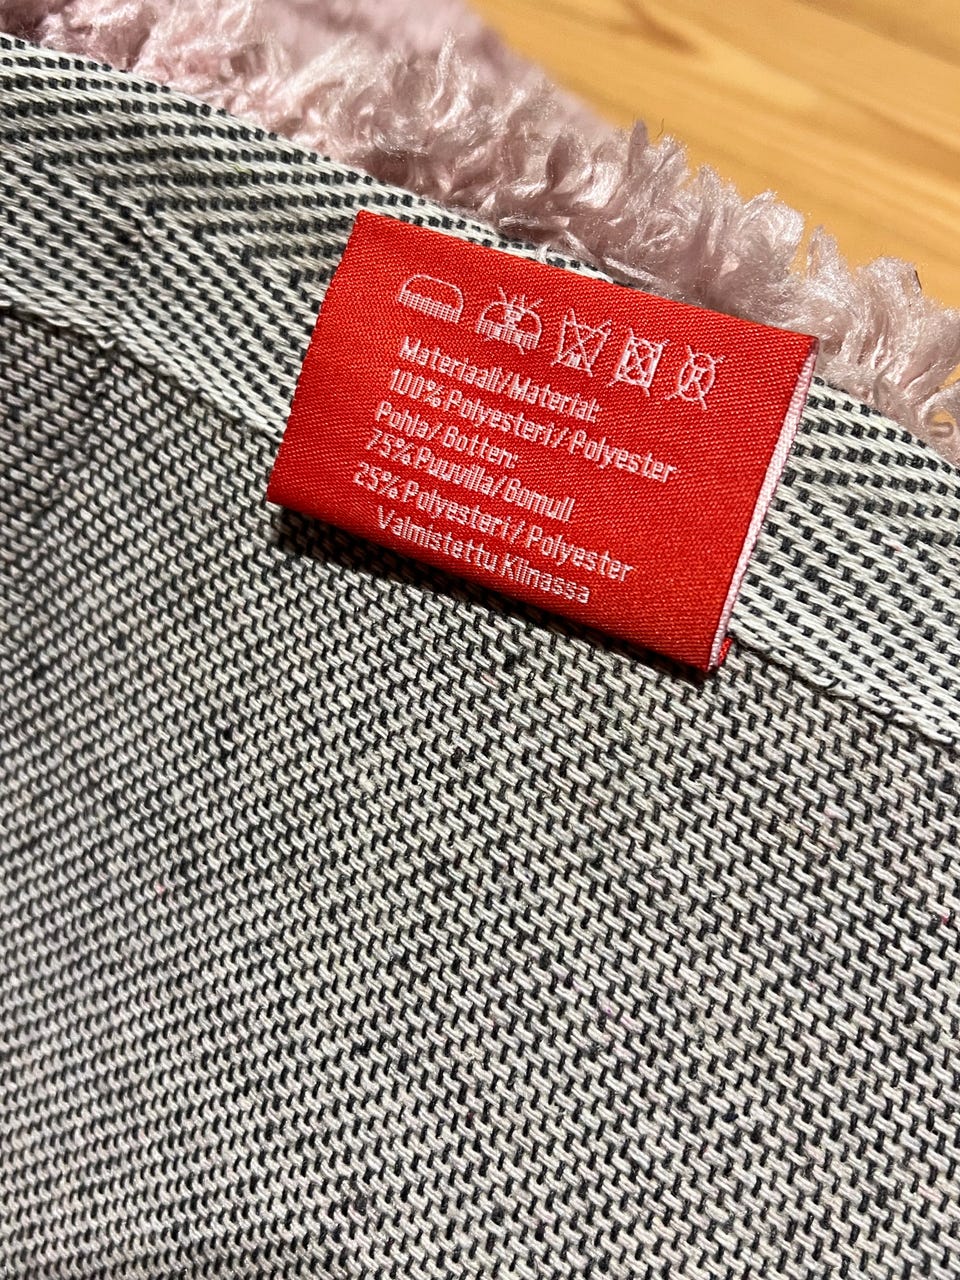 Materiaali/Material:
100% Polyesteri/Polyester
Pohja/Botten:
75% Puuvilla/Bomull
25% Polyesteri/Polyester
Valmistettu Kiinassa